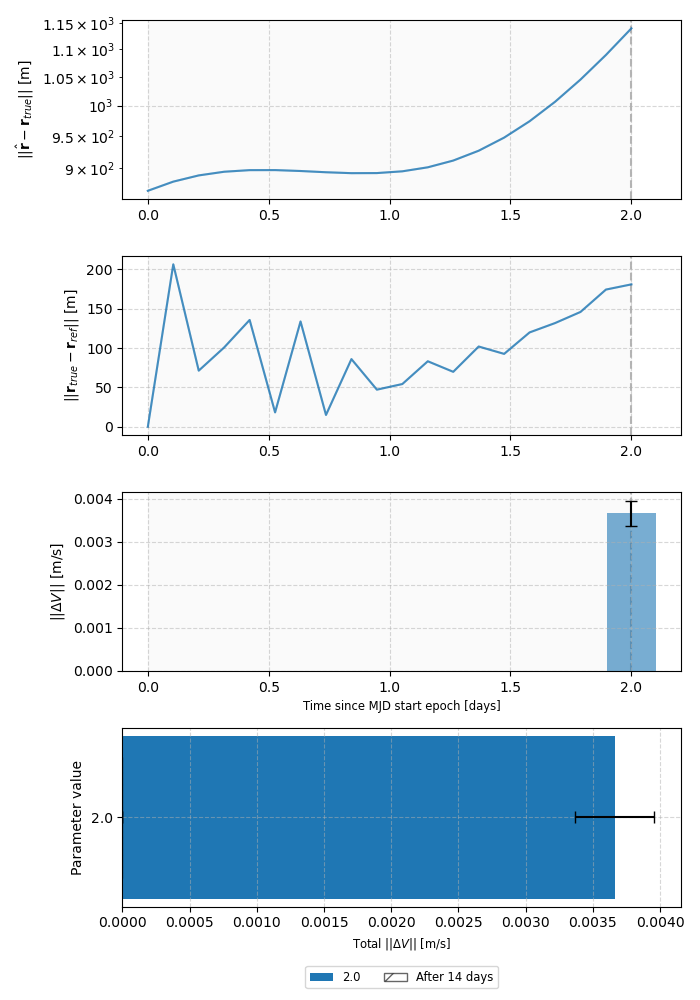 1.15 × 10³
1.1 × 10³
1.05 × 10³
10³
9.5 × 10²
9 × 10²
||r̂ − r_true|| [m]
0.0 0.5 1.0 1.5 2.0
200
150
100
50
0
||r_true − r_ref|| [m]
0.0 0.5 1.0 1.5 2.0
0.004
0.003
0.002
0.001
0.000
||ΔV|| [m/s]
0.0 0.5 1.0 1.5 2.0
Time since MJD start epoch [days]
Parameter value
2.0
0.0000 0.0005 0.0010 0.0015 0.0020 0.0025 0.0030 0.0035 0.0040
Total ||ΔV|| [m/s]
2.0 After 14 days